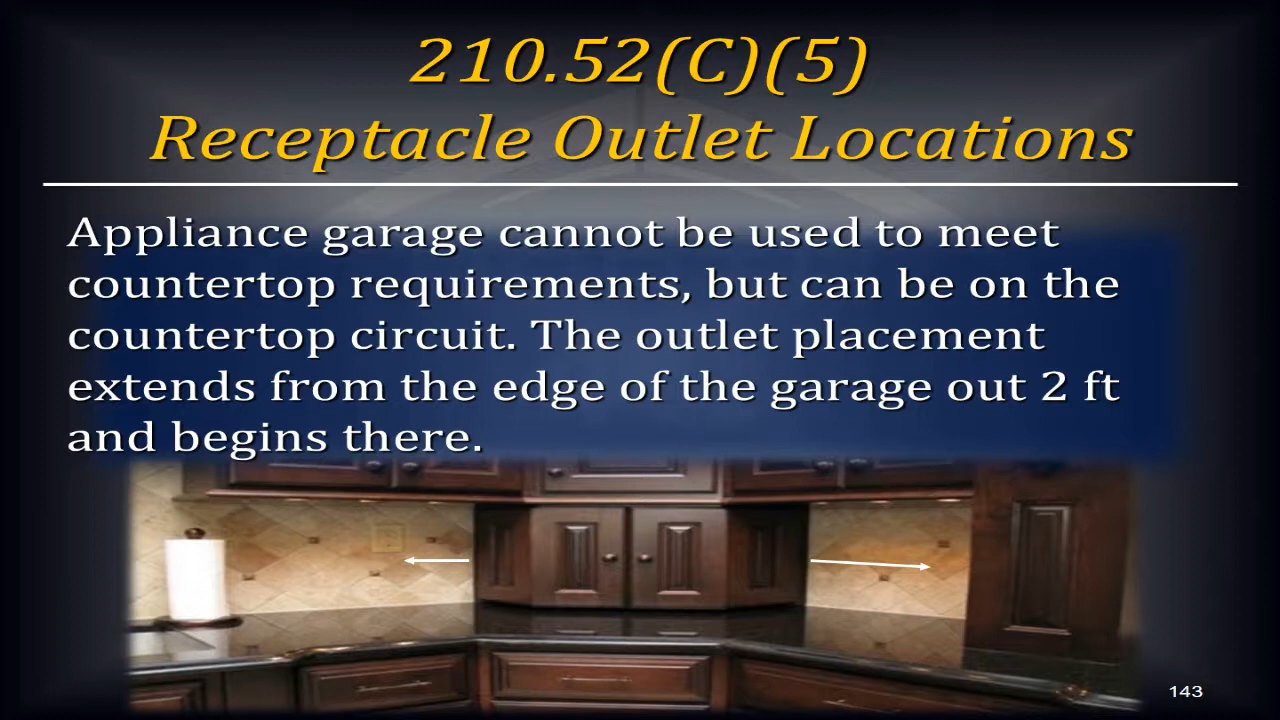 210.52(C)(5)
Receptacle Outlet Locations
Appliance garage cannot be used to meet
countertop requirements, but can be on the
countertop circuit. The outlet placement
extends from the edge of the garage out 2 ft
and begins there.
143